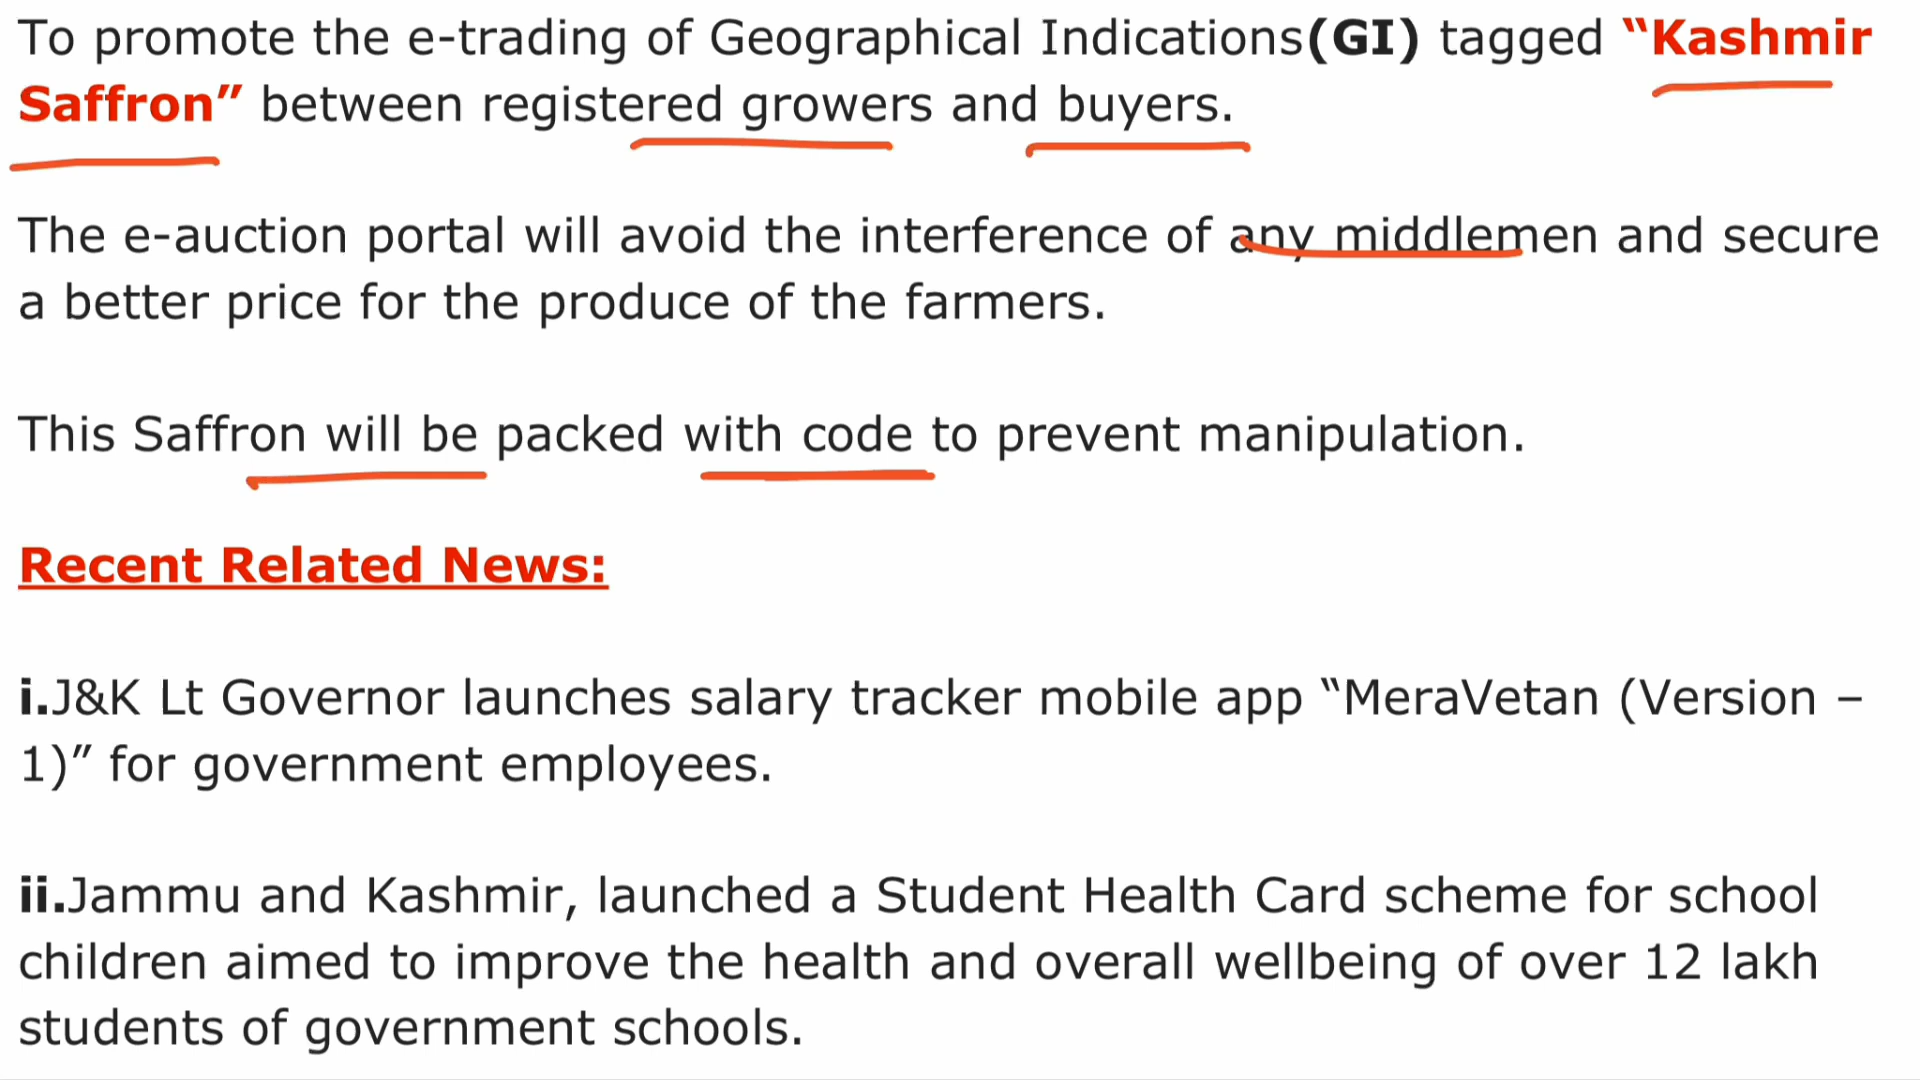 To promote the e-trading of Geographical Indications(GI) tagged “Kashmir
Saffron” between registered growers and buyers.
The e-auction portal will avoid the interference of any middlemen and secure
a better price for the produce of the farmers.
This Saffron will be packed with code to prevent manipulation.
Recent Related News:
i.J&K Lt Governor launches salary tracker mobile app “MeraVetan (Version –
1)” for government employees.
ii.Jammu and Kashmir, launched a Student Health Card scheme for school
children aimed to improve the health and overall wellbeing of over 12 lakh
students of government schools.